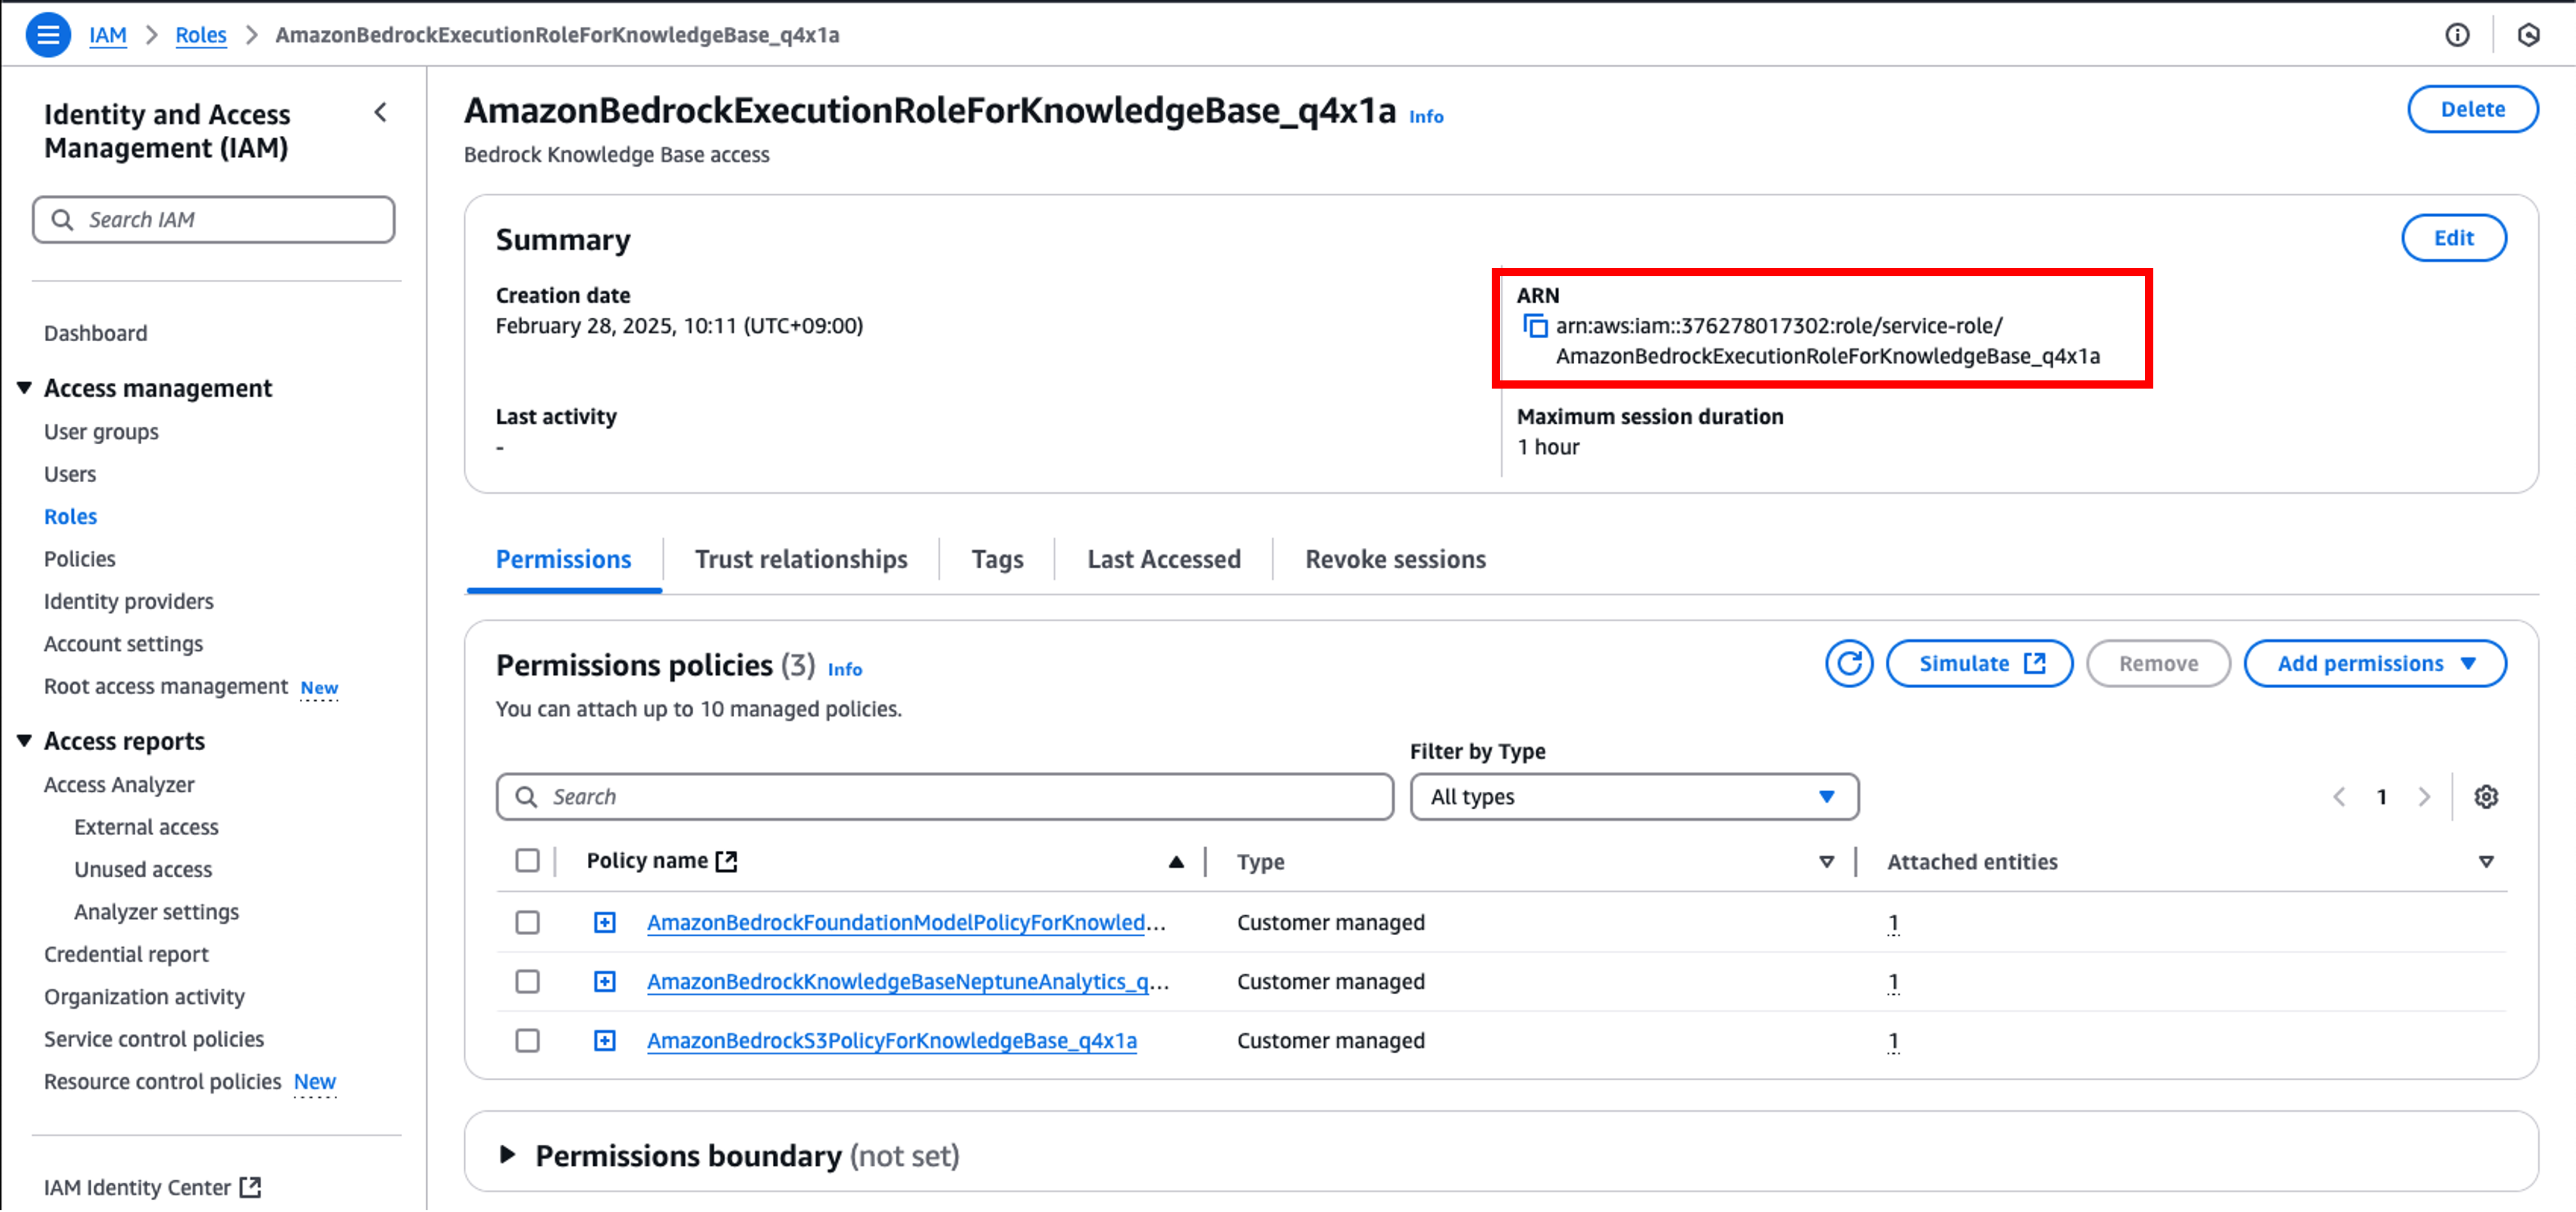 IAM > Roles > AmazonBedrockExecutionRoleForKnowledgeBase_q4x1a
Identity and Access
Management (IAM)
Search IAM
Dashboard
Access management
User groups
Users
Roles
Policies
Identity providers
Account settings
Root access management New
Access reports
Access Analyzer
External access
Unused access
Analyzer settings
Credential report
Organization activity
Service control policies
Resource control policies New
IAM Identity Center
AmazonBedrockExecutionRoleForKnowledgeBase_q4x1a Info
Delete
Bedrock Knowledge Base access
Summary
Edit
Creation date
February 28, 2025, 10:11 (UTC+09:00)
ARN
arn:aws:iam::376278017302:role/service-role/
AmazonBedrockExecutionRoleForKnowledgeBase_q4x1a
Last activity
-
Maximum session duration
1 hour
Permissions
Trust relationships
Tags
Last Accessed
Revoke sessions
Permissions policies (3) Info
Simulate
Remove
Add permissions
You can attach up to 10 managed policies.
Filter by Type
Search
All types
1
Policy name
Type
Attached entities
AmazonBedrockFoundationModelPolicyForKnowled...
Customer managed
1
AmazonBedrockKnowledgeBaseNeptuneAnalytics_q...
Customer managed
1
AmazonBedrockS3PolicyForKnowledgeBase_q4x1a
Customer managed
1
Permissions boundary (not set)